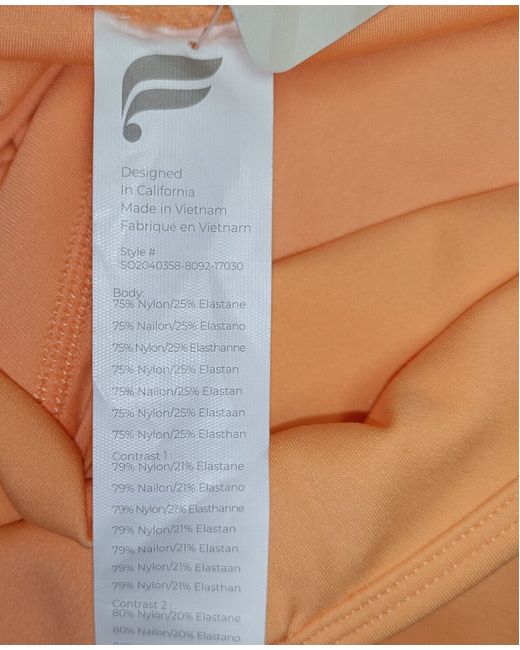 Designed
In California
Made in Vietnam
Fabriqué en Vietnam
Style #
SO2040358-8092-17030
Body:
75% Nylon/25% Elastane
75% Nailon/25% Elastano
75% Nylon/25% Elasthanne
75% Nylon/25% Elastan
75% Nailon/25% Elastan
75% Nylon/25% Elastaan
75% Nylon/25% Elasthan
Contrast 1 :
79% Nylon/21% Elastane
79% Nailon/21% Elastano
79% Nylon/21% Elasthanne
79% Nylon/21% Elastan
79% Nailon/21% Elastan
79% Nylon/21% Elastaan
79% Nylon/21% Elasthan
Contrast 2
80% Nylon/20% Elastane
80% Nailon/20% Elastano